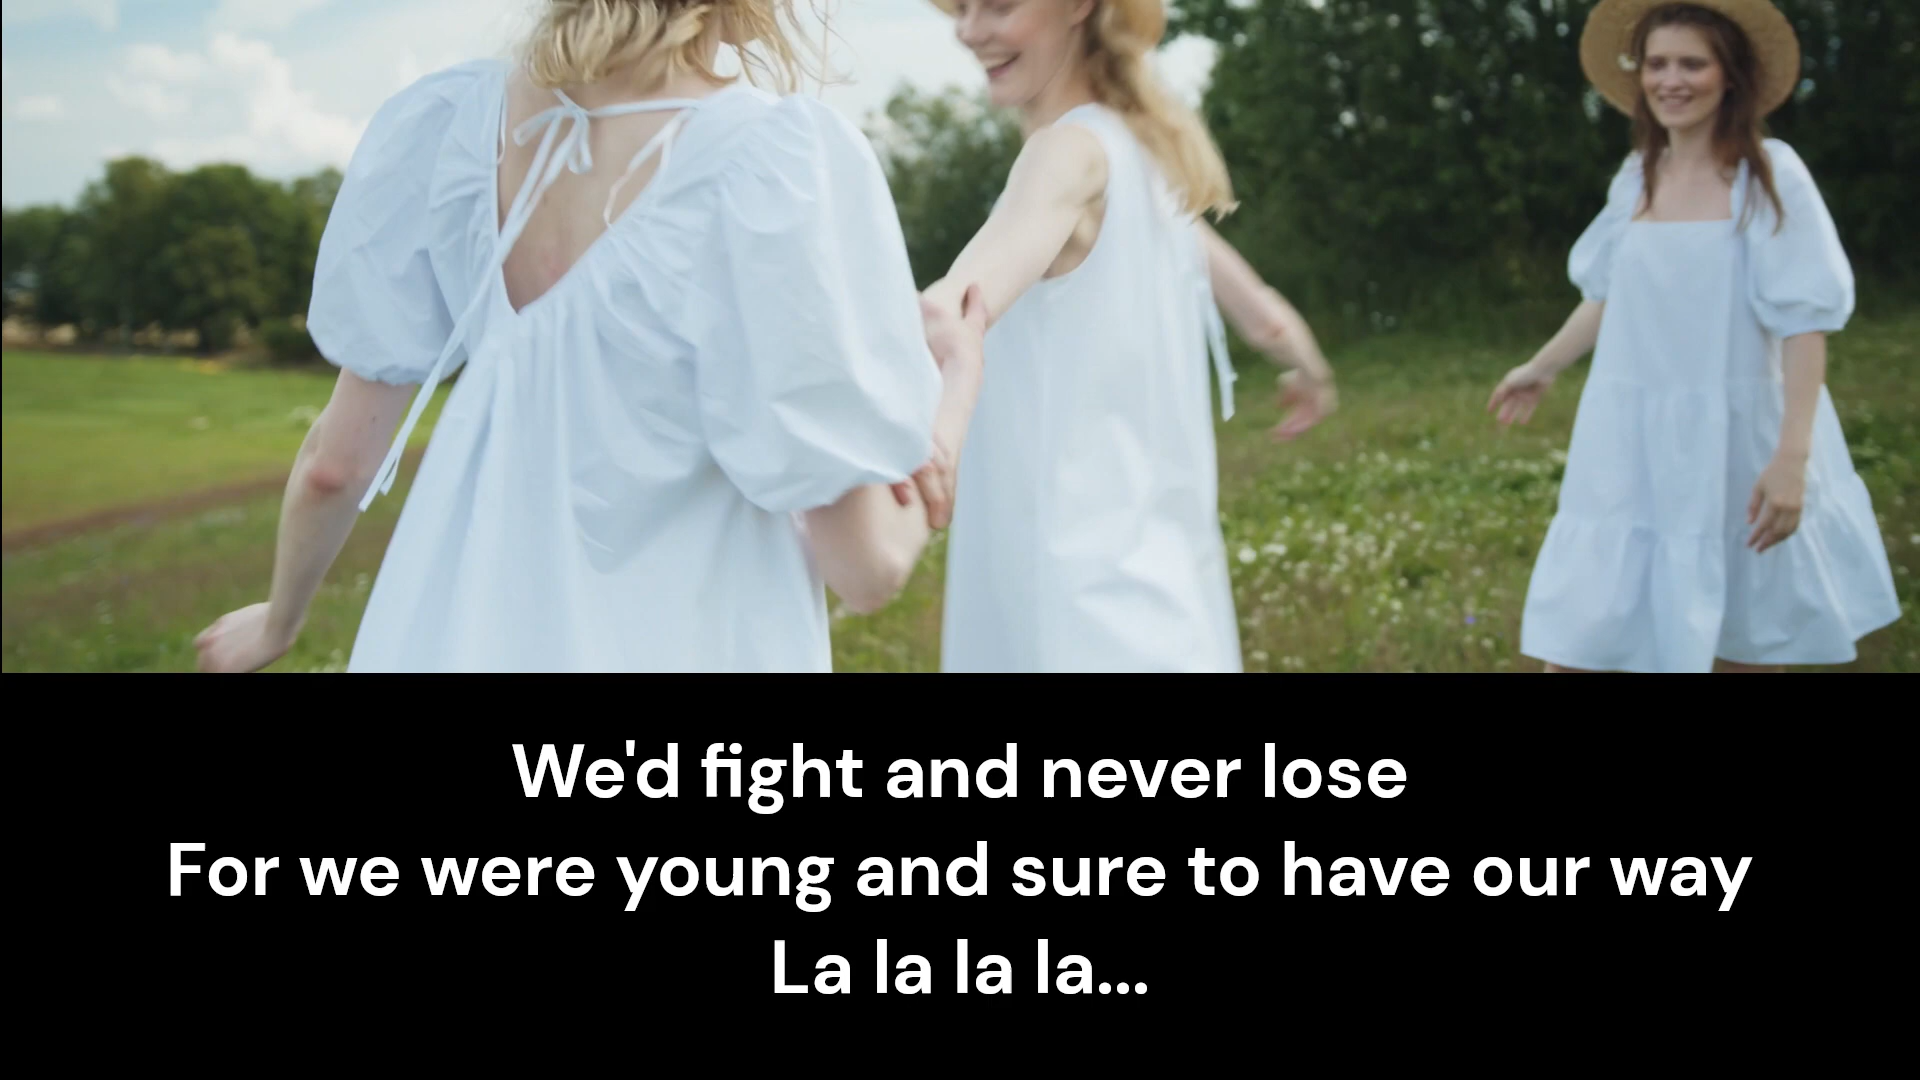 We'd fight and never lose
For we were young and sure to have our way
La la la la...